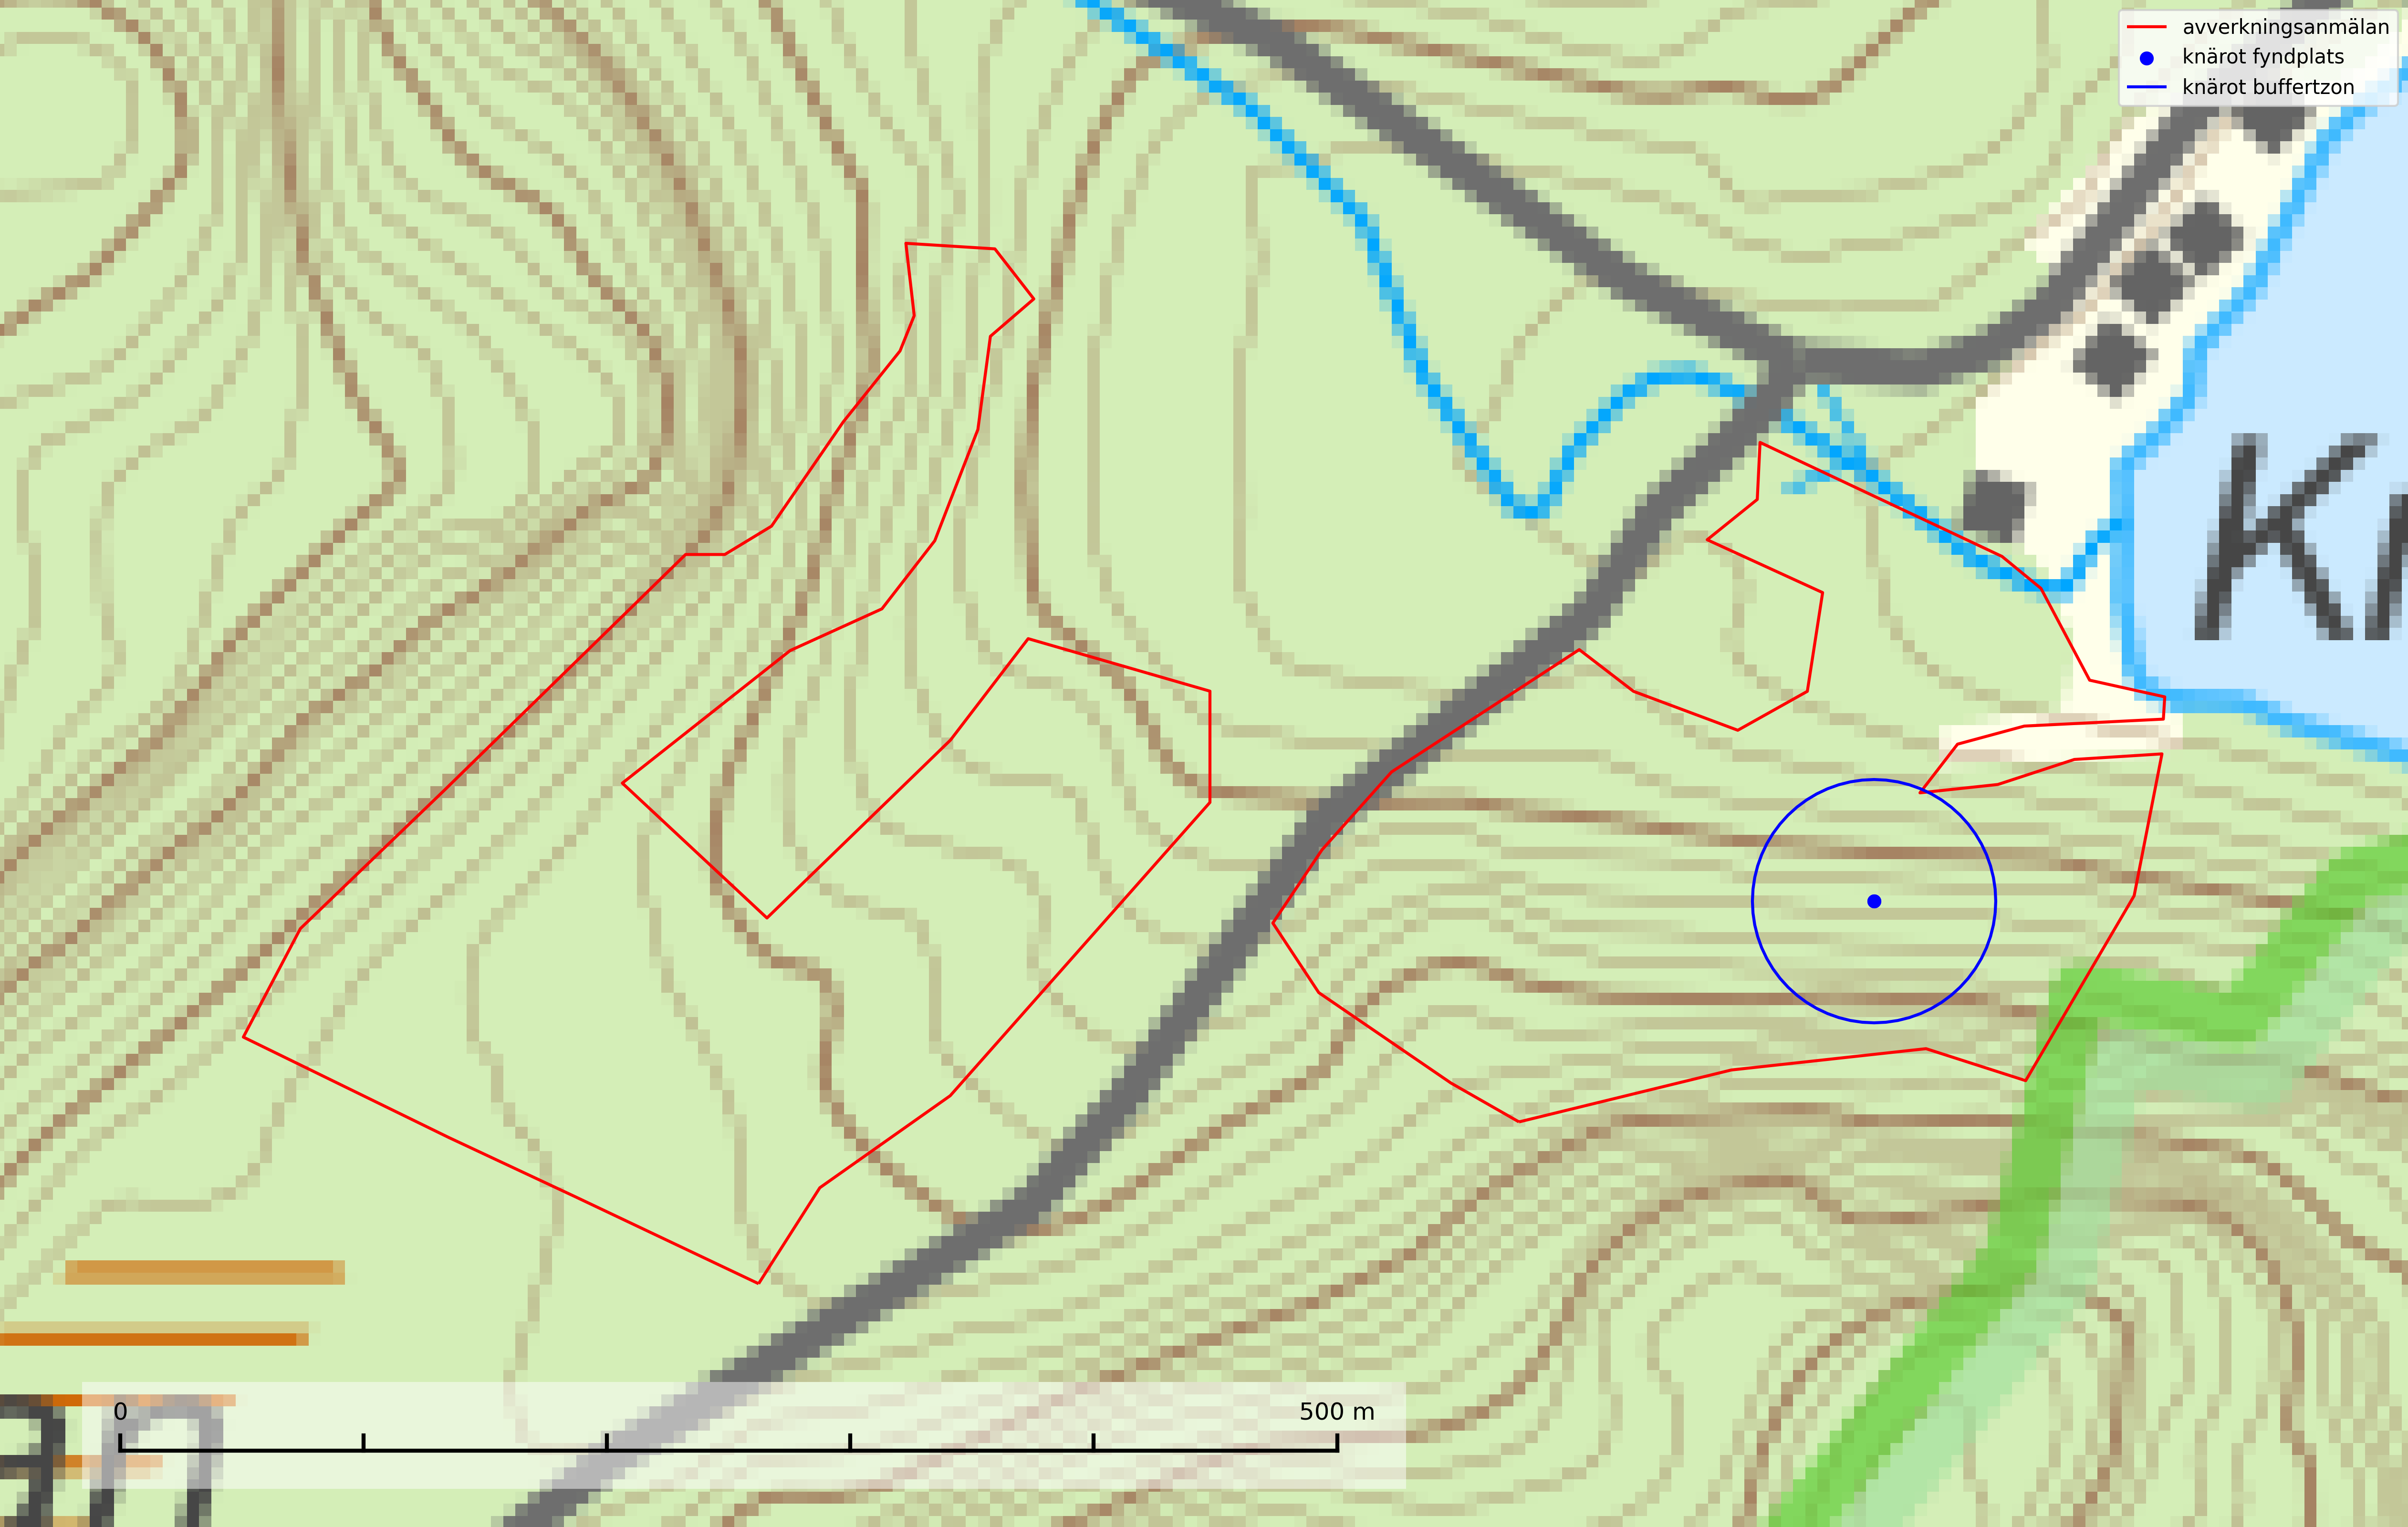 avverkningsanmälan
knärot fyndplats
knärot buffertzon
0
500 m